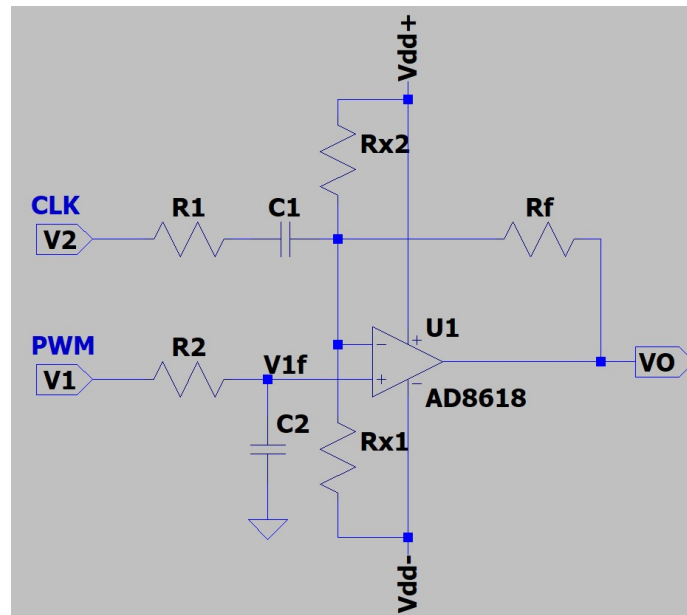 Vdd+
Rx2
CLK
R1
C1
Rf
V2
PWM
R2
V1f
U1
V1
VO
AD8618
C2
Rx1
Vdd-